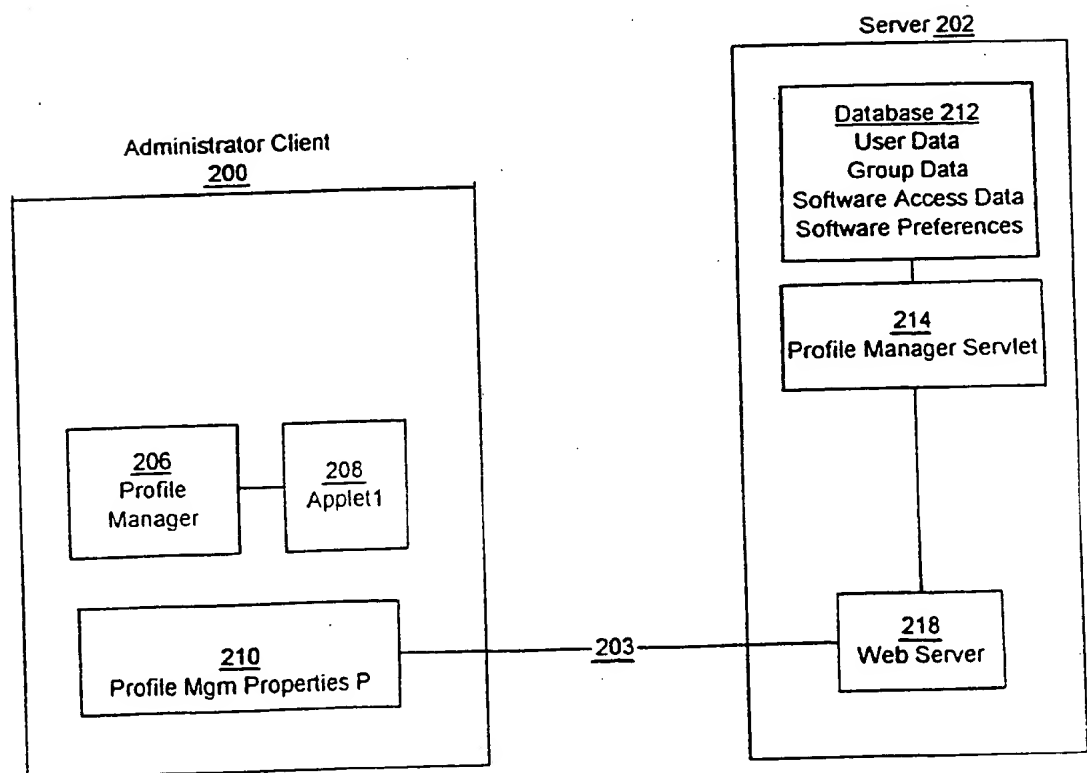 Server 202
Database 212
User Data
Group Data
Software Access Data
Software Preferences
214
Profile Manager Servlet
Administrator Client
200
206
Profile
Manager
208
Applet1
210
Profile Mgm Properties P
203
218
Web Server